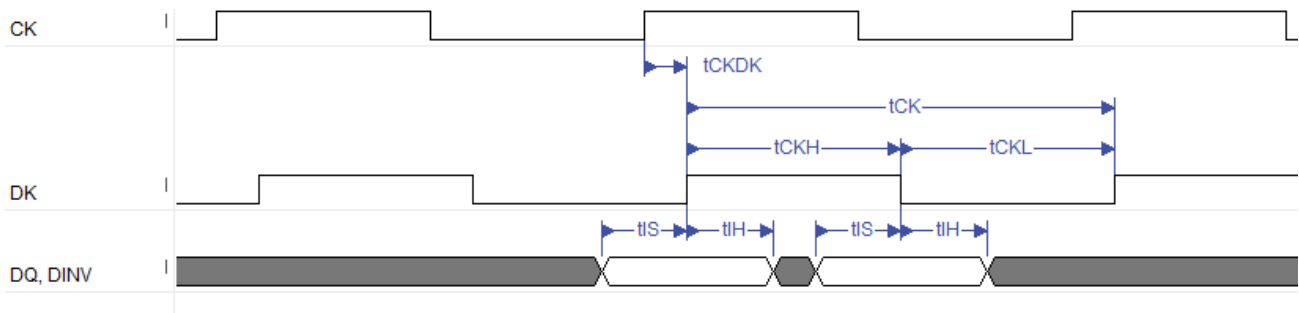 CK
tCKDK
tCK
tCKH tCKL
DK
tIS tIH tIS tIH
DQ, DINV